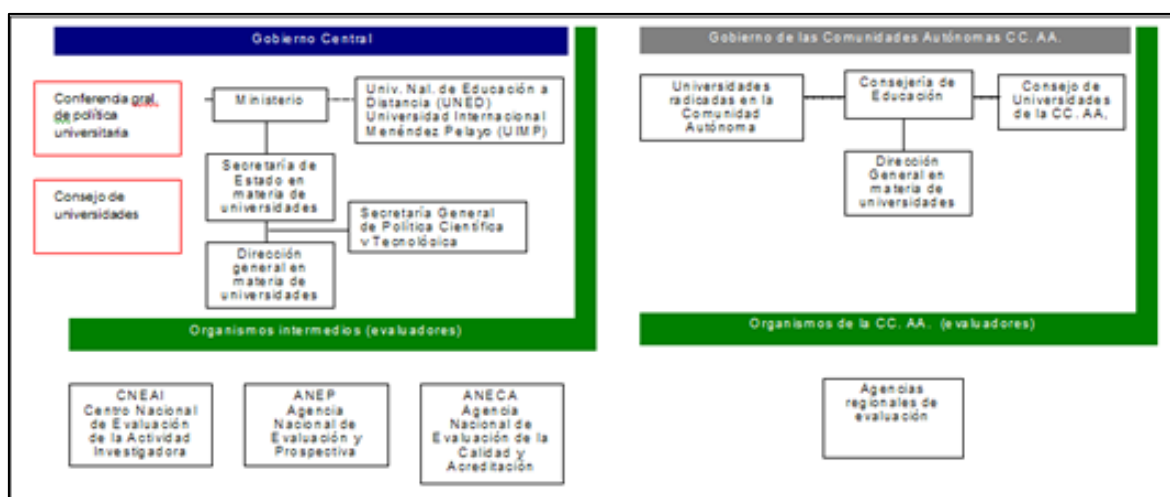 Gobierno Central
Conferencia gral.
de política
universitaria
Ministerio
Univ. Nal. de Educación a
Distancia (UNED)
Universidad Internacional
Menéndez Pelayo (UIMP)
Consejo de
universidades
Secretaría de
Estado en
materia de
universidades
Secretaría General
de Política Científica
y Tecnológica
Dirección
general en
materia de
universidades
Organismos intermedios (evaluadores)
CNEAI
Centro Nacional
de Evaluación
de la Actividad
Investigadora
ANEP
Agencia
Nacional de
Evaluación y
Prospectiva
ANECA
Agencia
Nacional de
Evaluación de la
Calidad y
Acreditación
Gobierno de las Comunidades Autónomas CC. AA.
Universidades
radicadas en la
Comunidad
Autónoma
Consejería de
Educación
Consejo de
Universidades
de la CC. AA.
Dirección
General en
materia de
universidades
Organismos de la CC. AA. (evaluadores)
Agencias
regionales de
evaluación